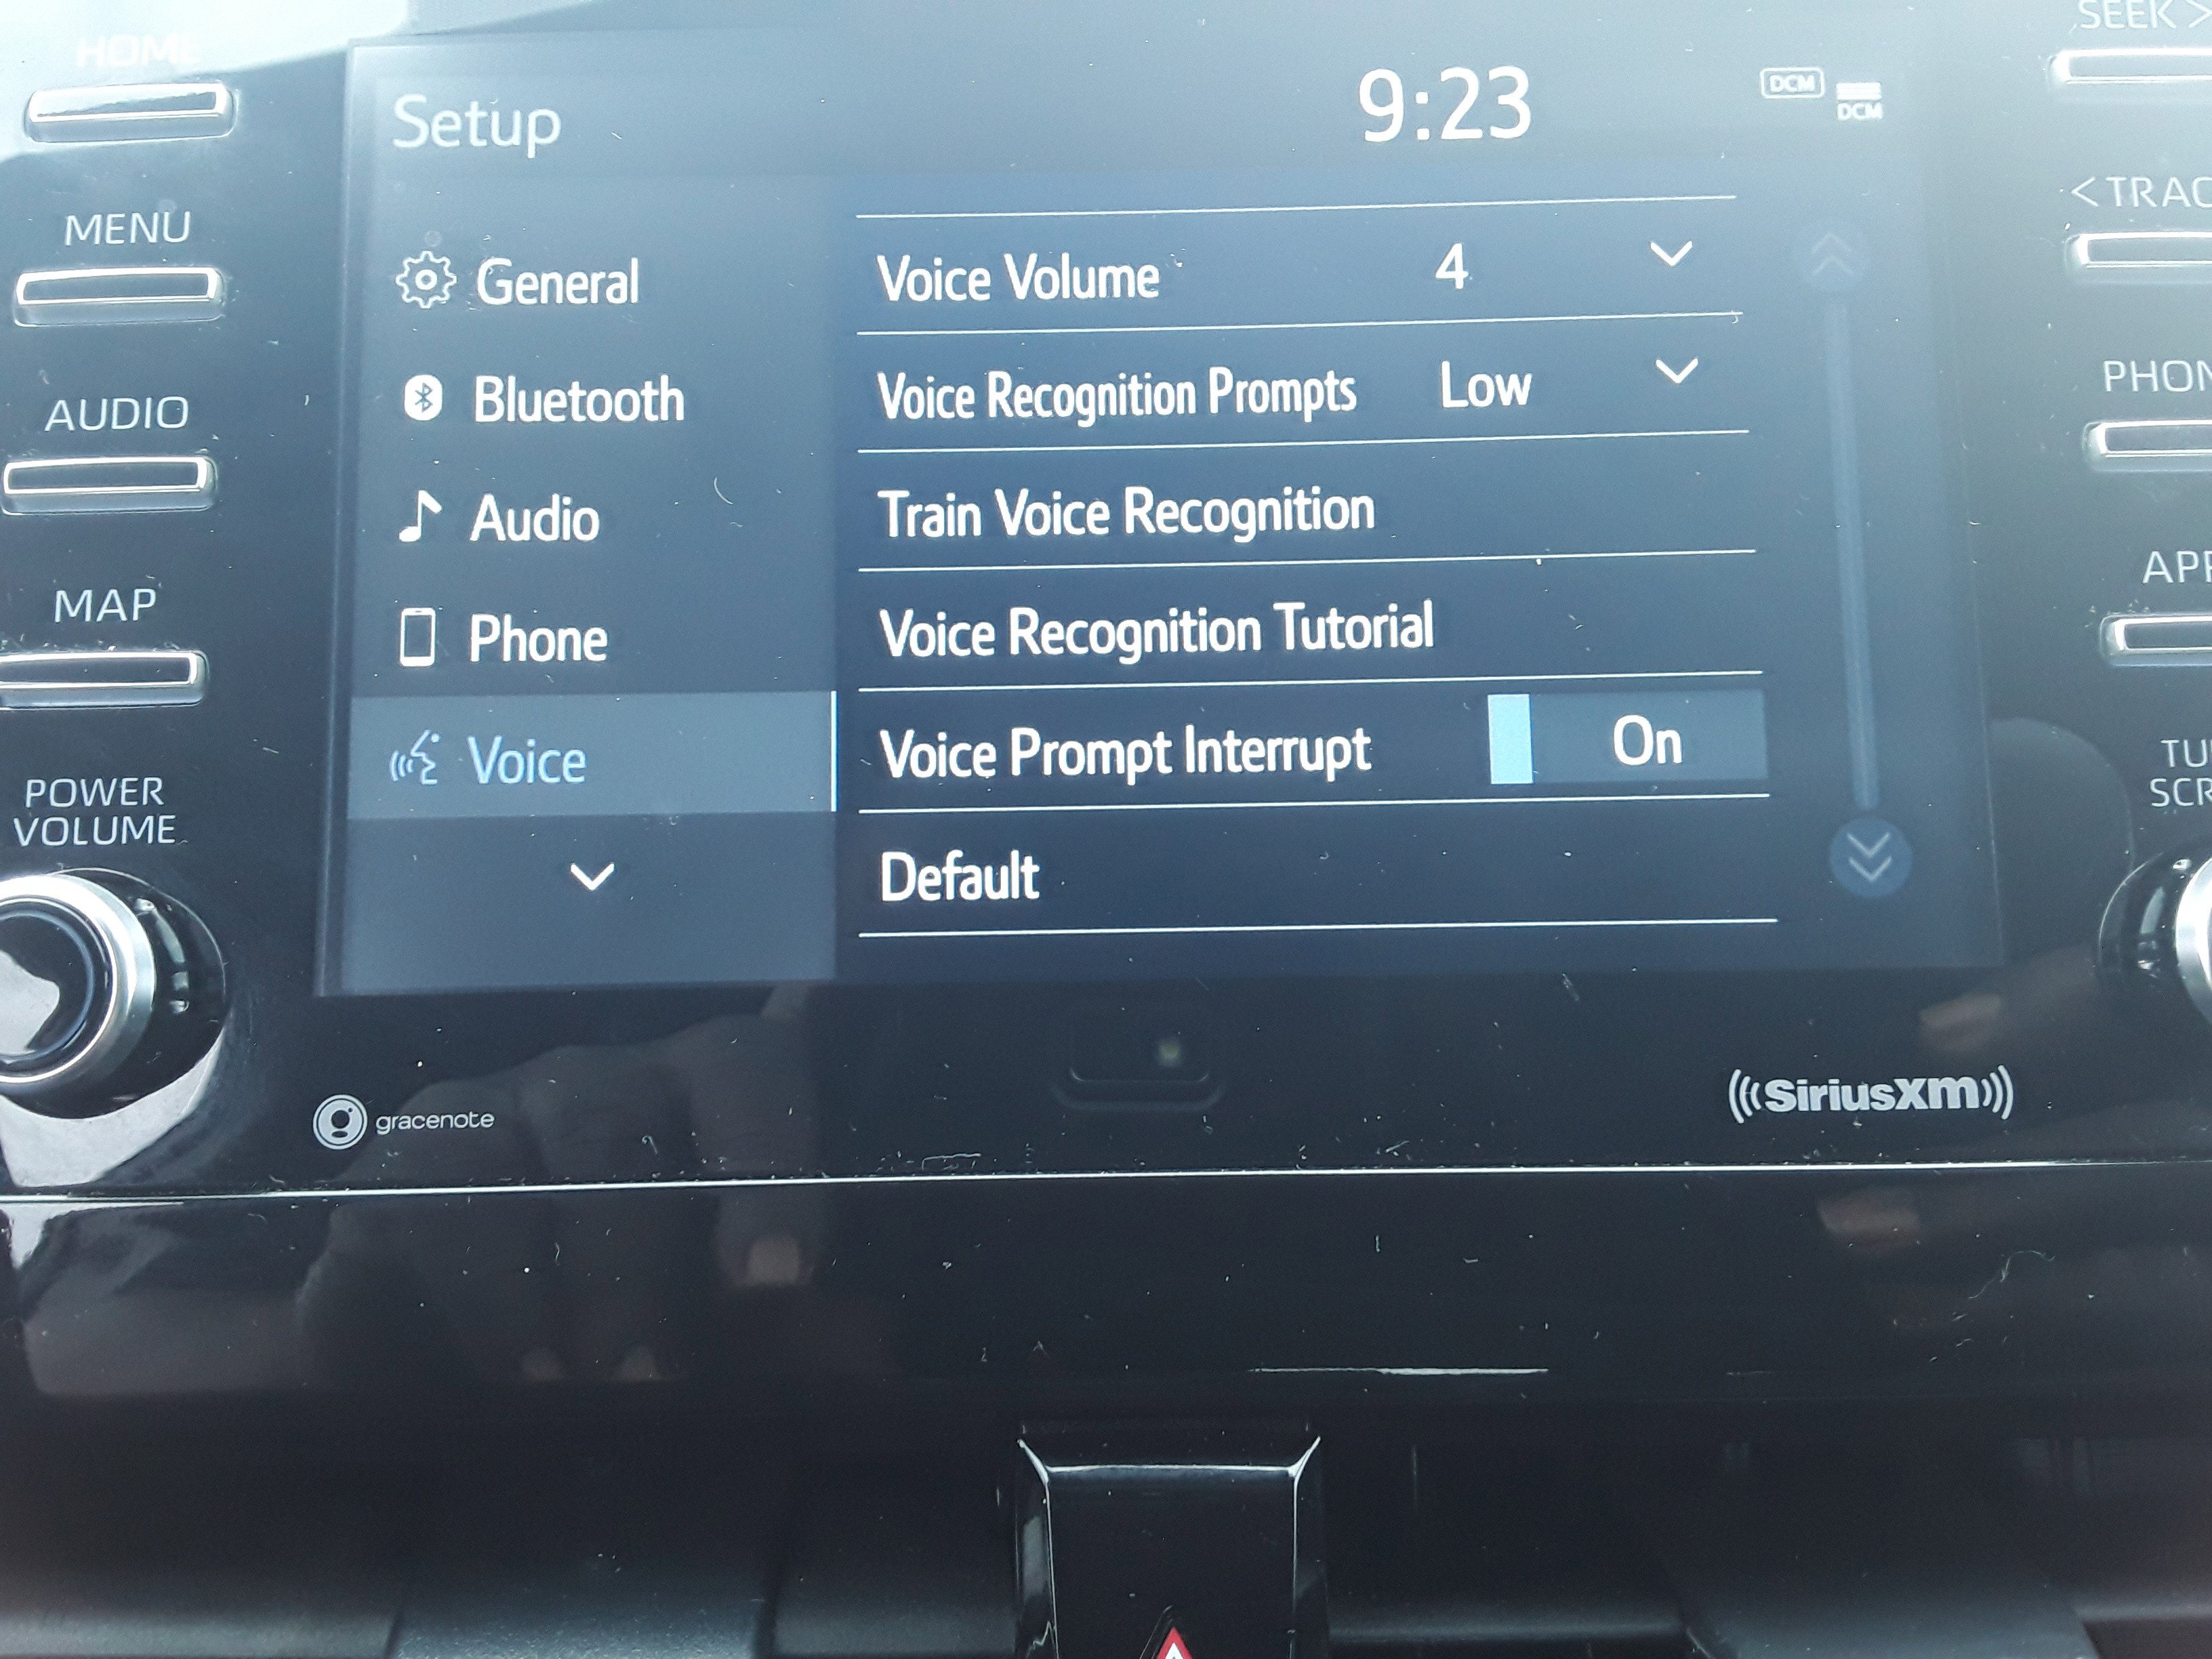 HOME
MENU
AUDIO
MAP
POWER
VOLUME
Setup
9:23
DCM
DCM
General
Bluetooth
Audio
Phone
Voice
Voice Volume 4
Voice Recognition Prompts Low
Train Voice Recognition
Voice Recognition Tutorial
Voice Prompt Interrupt On
Default
SEEK >
< TRAC
PHON
APP
TU
SCR
gracenote
SiriusXm